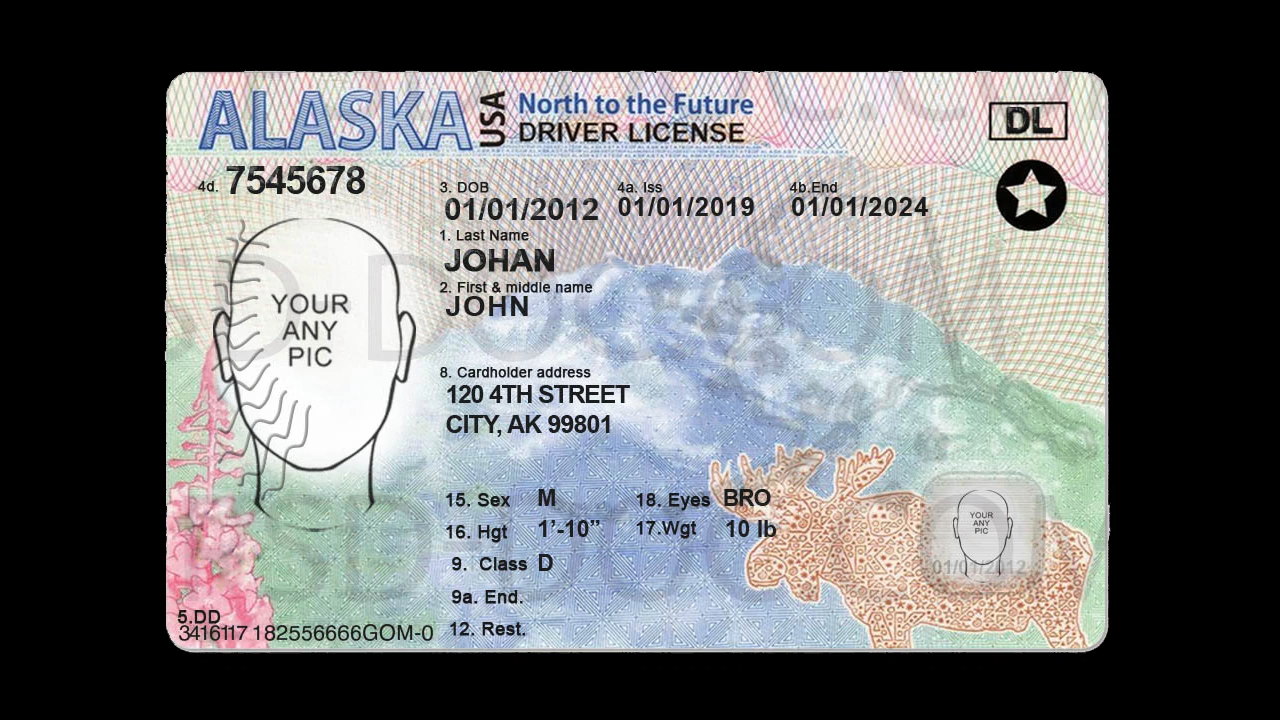 ALASKA USA North to the Future
DRIVER LICENSE
DL
4d. 7545678
3. DOB 4a. Iss 4b.End
01/01/2012 01/01/2019 01/01/2024
1. Last Name
JOHAN
2. First & middle name
JOHN
YOUR
ANY
PIC
8. Cardholder address
120 4TH STREET
CITY, AK 99801
15. Sex M 18. Eyes BRO
16. Hgt 1'-10” 17.Wgt 10 lb
9. Class D
9a. End.
12. Rest.
YOUR
ANY
PIC
01/01/2012
5.DD
3416117 182556666GOM-0